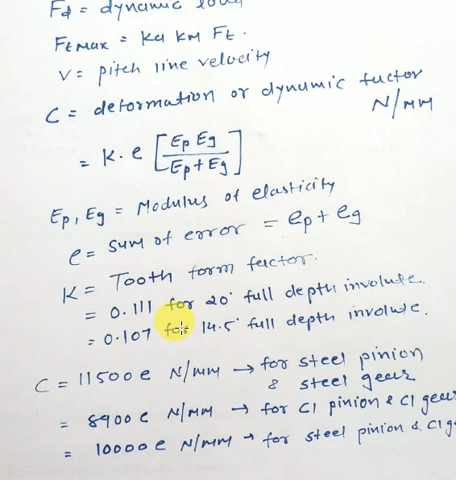 Fd = dynamic load
Ft max = Ka Km Ft.
V = pitch line velocity
C = deformation or dynamic factor
N/mm
= K. e [Ep Eg / Ep + Eg]
Ep, Eg = Modulus of elasticity
e = sum of error = ep + eg
K = Tooth form factor.
= 0.111 for 20° full depth involute.
= 0.107 for 14.5° full depth involute.
C = 11500 e N/mm → for steel pinion
& steel gear
= 8900 e N/mm → for CI pinion & CI gear
= 10000 e N/mm → for steel pinion & CI g